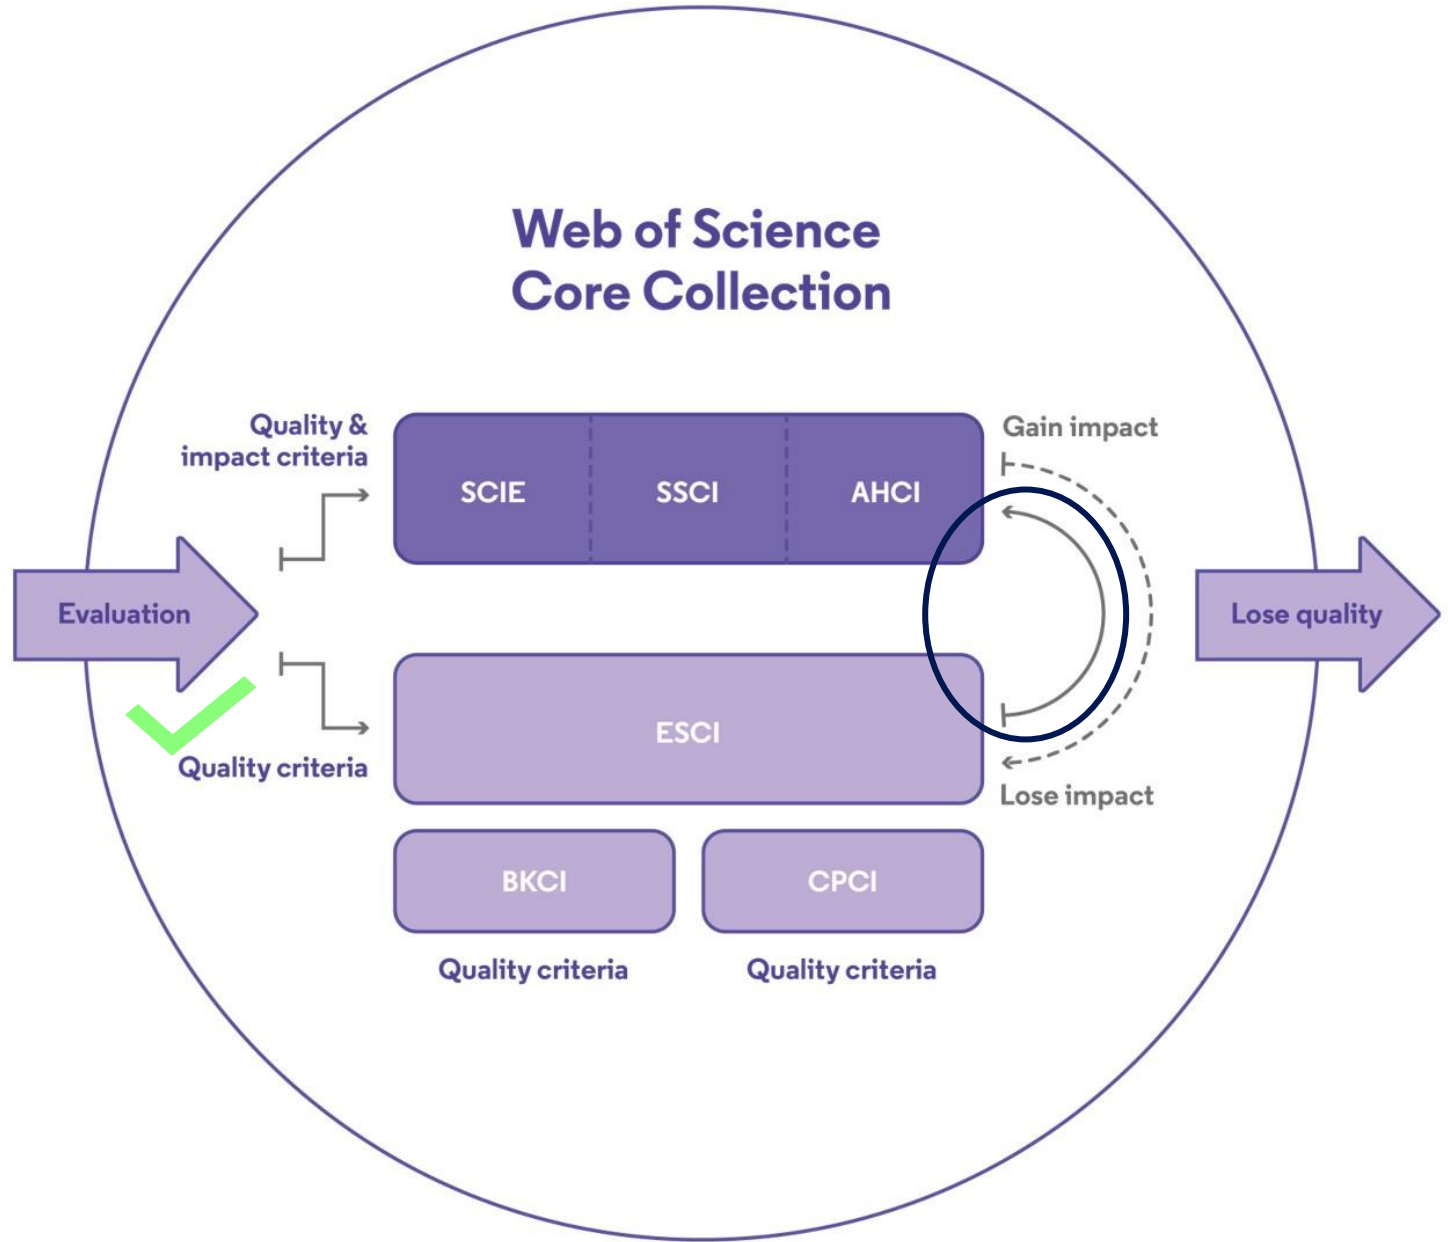 Web of Science
Core Collection
Quality &
impact criteria
SCIE
SSCI
AHCI
Gain impact
Evaluation
Lose quality
Quality criteria
ESCI
Lose impact
BKCI
CPCI
Quality criteria
Quality criteria